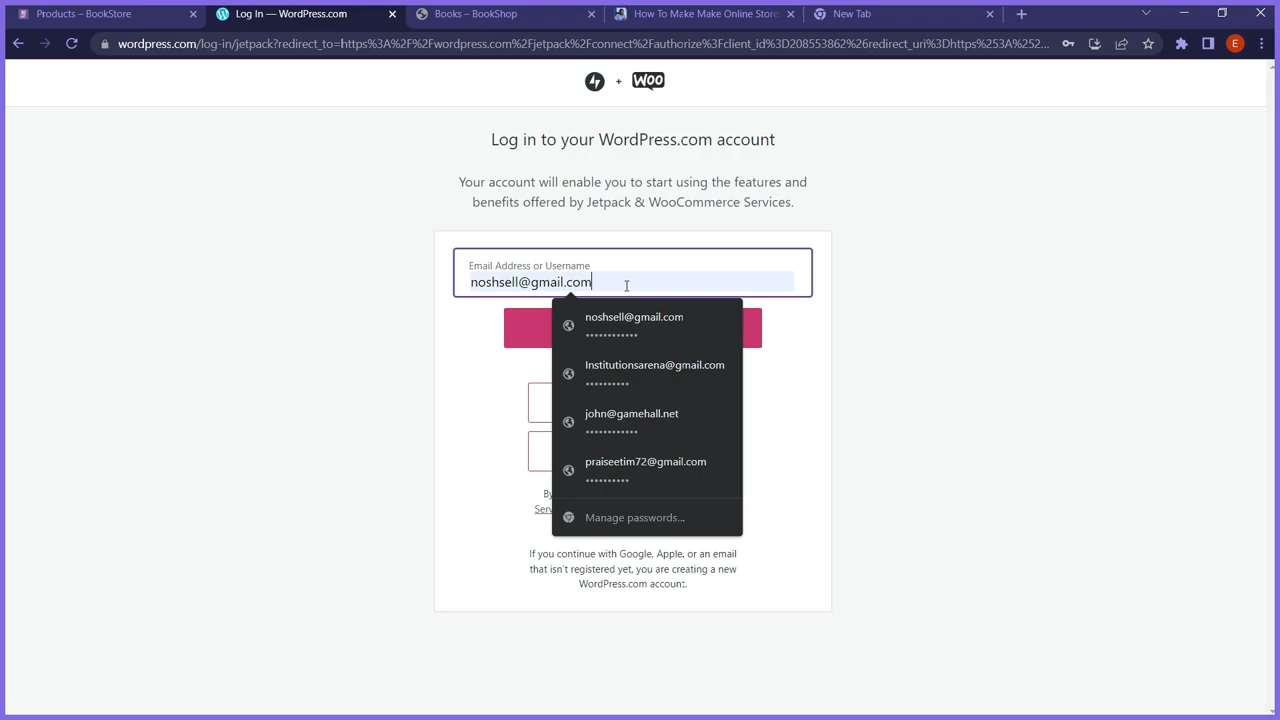 Products – BookStore
Log In — WordPress.com
Books – BookShop
How To Make Make Online Store
New Tab
wordpress.com/log-in/jetpack?redirect_to=https%3A%2F%2Fwordpress.com%2Fjetpack%2Fconnect%2Fauthorize%3Fclient_id%3D208553862%26redirect_uri%3Dhttps%253A%252...
E
+ WOO
Log in to your WordPress.com account
Your account will enable you to start using the features and
benefits offered by Jetpack & WooCommerce Services.
Email Address or Username
noshsell@gmail.com
noshsell@gmail.com
••••••••••••
Institutionsarena@gmail.com
••••••••••
john@gamehall.net
••••••••••••
praiseetim72@gmail.com
••••••••••
By
Serv
Manage passwords...
If you continue with Google, Apple, or an email
that isn't registered yet, you are creating a new
WordPress.com account.